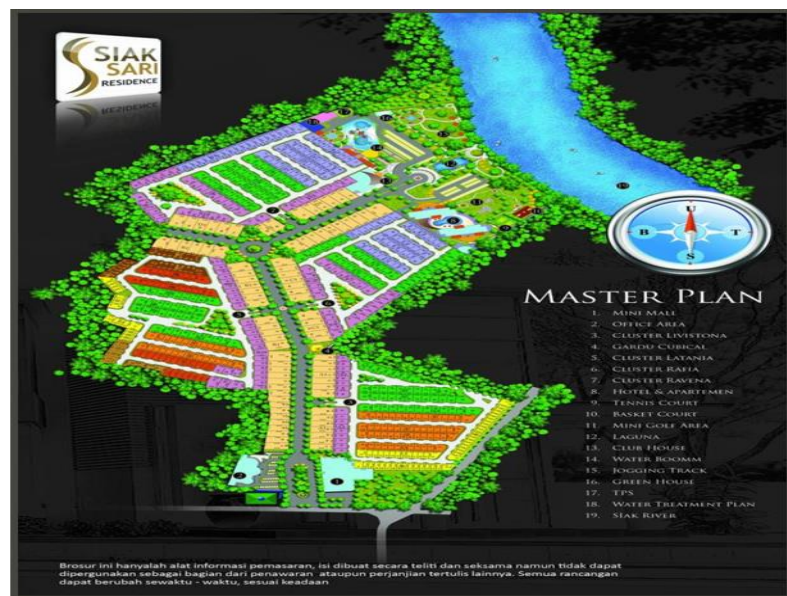 SIAK
SARI
RESIDENCE
U
B
T
S
MASTER PLAN
1. MINI MALL
2. OFFICE AREA
3. CLUSTER LIVISTONA
4. GARDU CUBICAL
5. CLUSTER LATANIA
6. CLUSTER RAFIA
7. CLUSTER RAVENA
8. HOTEL & APARTEMEN
9. TENNIS COURT
10. BASKET COURT
11. MINI GOLF AREA
12. LAGUNA
13. CLUB HOUSE
14. WATER BOOMM
15. JOGGING TRACK
16. GREEN HOUSE
17. TPS
18. WATER TREATMENT PLAN
19. SIAK RIVER
Brosur ini hanyalah alat informasi pemasaran, isi dibuat secara teliti dan seksama namun tidak dapat
dipergunakan sebagai bagian dari penawaran ataupun perjanjian tertulis lainnya. Semua rancangan
dapat berubah sewaktu - waktu, sesuai keadaan